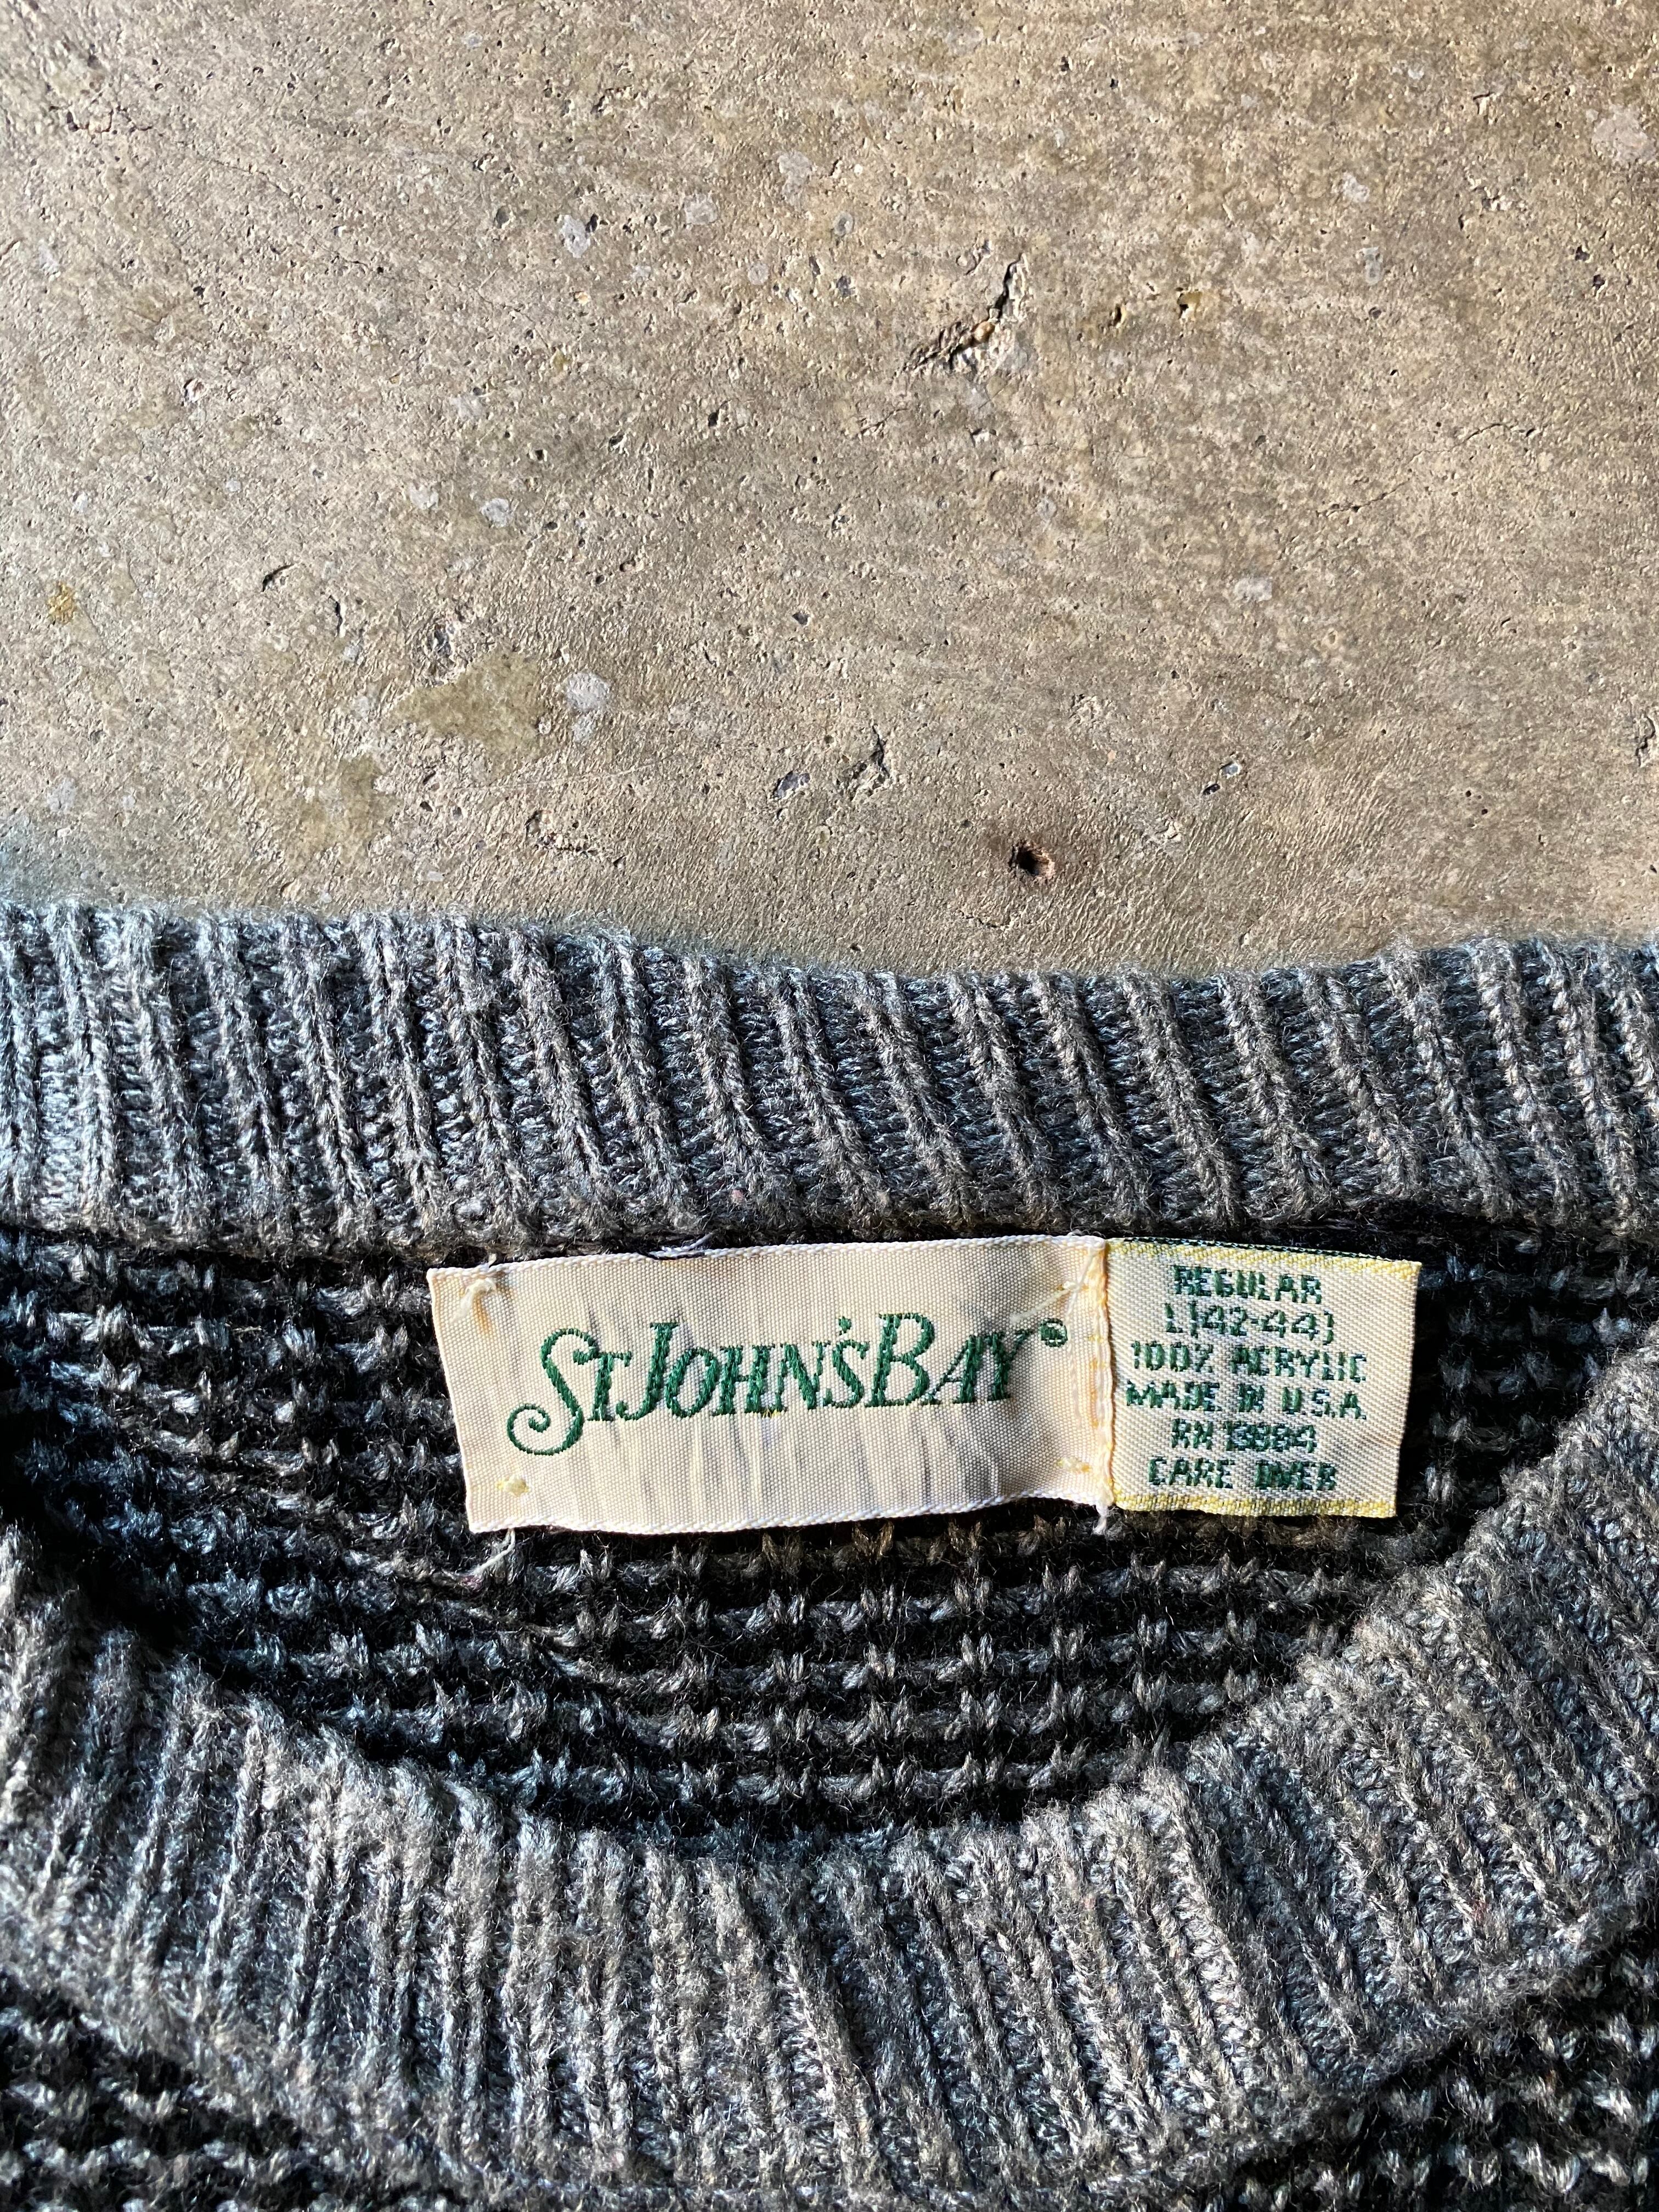 ST JOHN'S BAY®
REGULAR
L(42-44)
100% ACRYLIC
MADE IN U.S.A.
RN 13884
CARE OVER